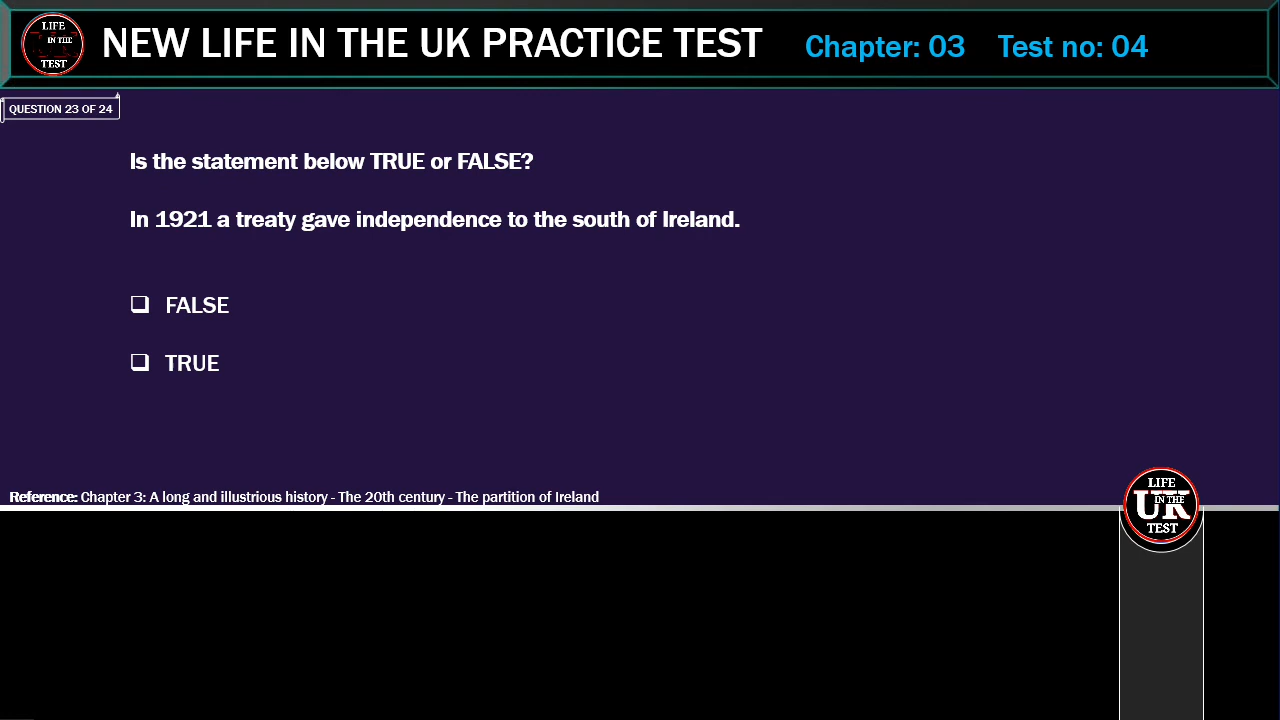 LIFE
IN THE
TEST
NEW LIFE IN THE UK PRACTICE TEST
Chapter: 03
Test no: 04
QUESTION 23 OF 24
Is the statement below TRUE or FALSE?
In 1921 a treaty gave independence to the south of Ireland.
❑ FALSE
❑ TRUE
Reference: Chapter 3: A long and illustrious history - The 20th century - The partition of Ireland
LIFE
UK
IN THE
TEST